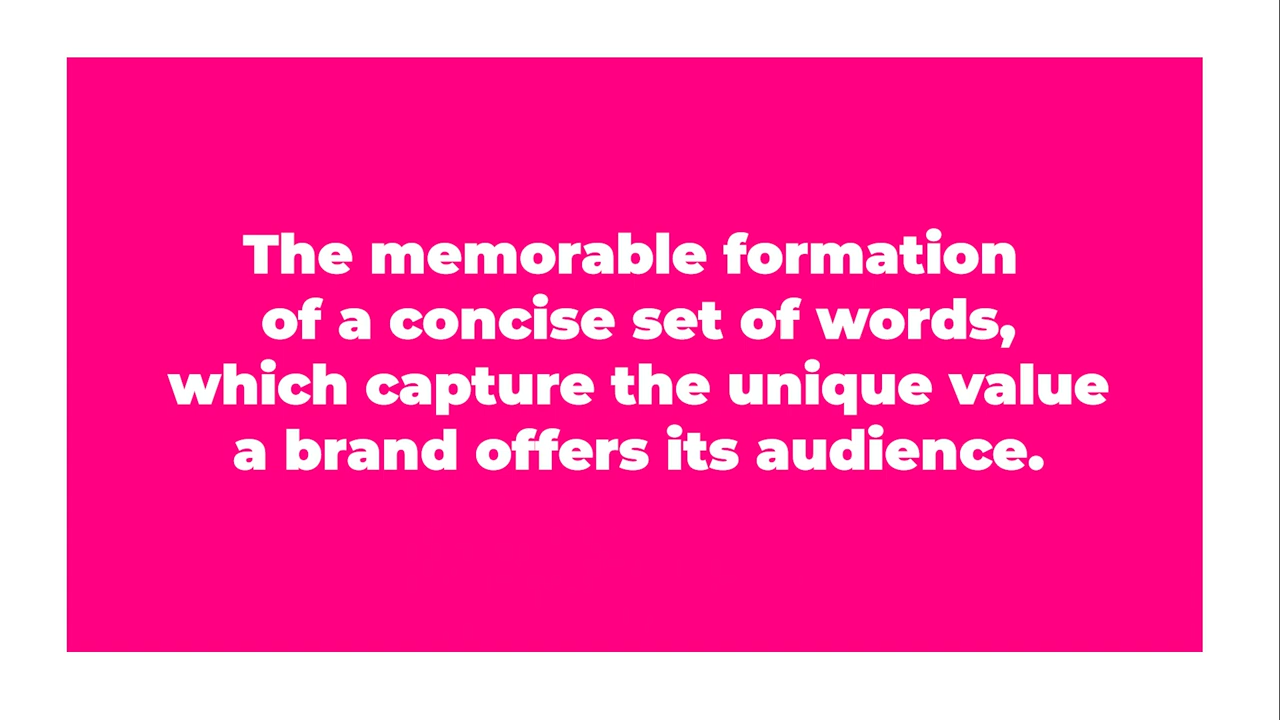 The memorable formation
of a concise set of words,
which capture the unique value
a brand offers its audience.